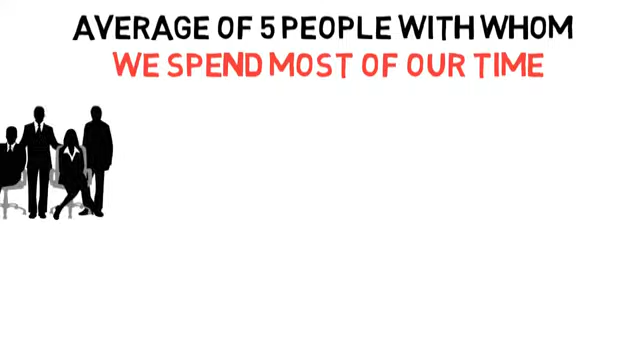 AVERAGE OF 5 PEOPLE WITH WHOM
WE SPEND MOST OF OUR TIME